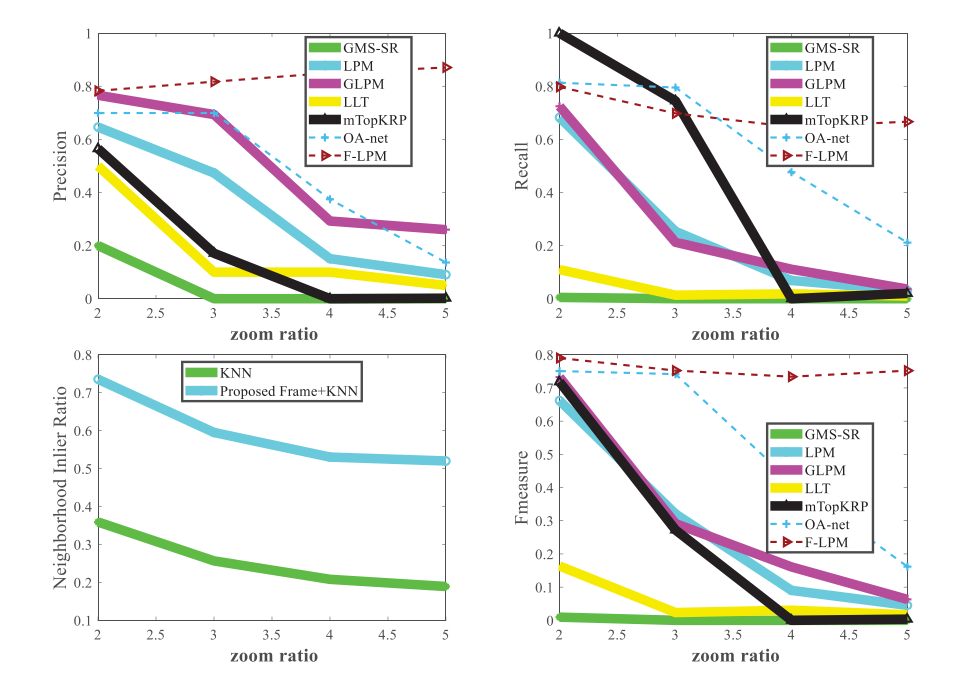 1
0.8
0.6
0.4
0.2
0
Precision
2
2.5
3
3.5
4
4.5
5
zoom ratio
GMS-SR
LPM
GLPM
LLT
mTopKRP
OA-net
F-LPM
1
0.8
0.6
0.4
0.2
0
Recall
2
2.5
3
3.5
4
4.5
5
zoom ratio
GMS-SR
LPM
GLPM
LLT
mTopKRP
OA-net
F-LPM
0.8
0.7
0.6
0.5
0.4
0.3
0.2
0.1
Neighborhood Inlier Ratio
2
2.5
3
3.5
4
4.5
5
zoom ratio
KNN
Proposed Frame+KNN
0.8
0.7
0.6
0.5
0.4
0.3
0.2
0.1
0
Fmeasure
2
2.5
3
3.5
4
4.5
5
zoom ratio
GMS-SR
LPM
GLPM
LLT
mTopKRP
OA-net
F-LPM